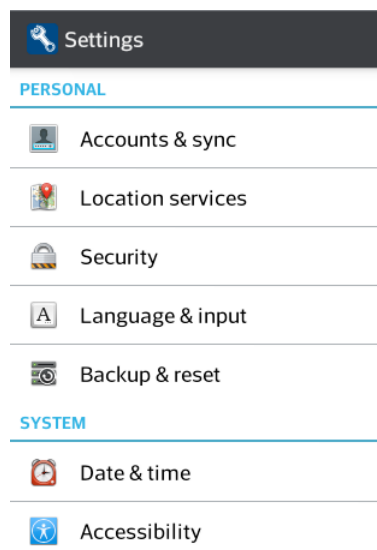 Settings
PERSONAL
Accounts & sync
Location services
Security
A Language & input
Backup & reset
SYSTEM
Date & time
Accessibility